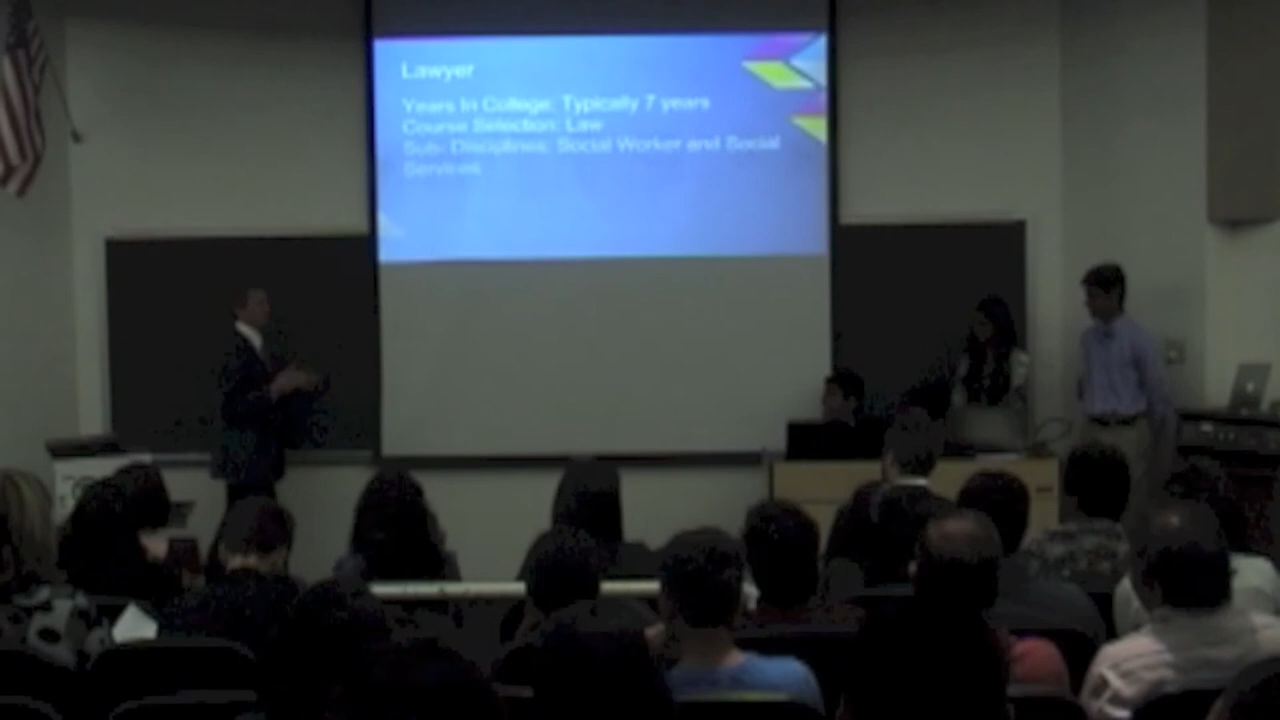 Lawyer
Years In College: Typically 7 years
Course Selection: Law
Sub- Disciplines: Social Worker and Social
Services